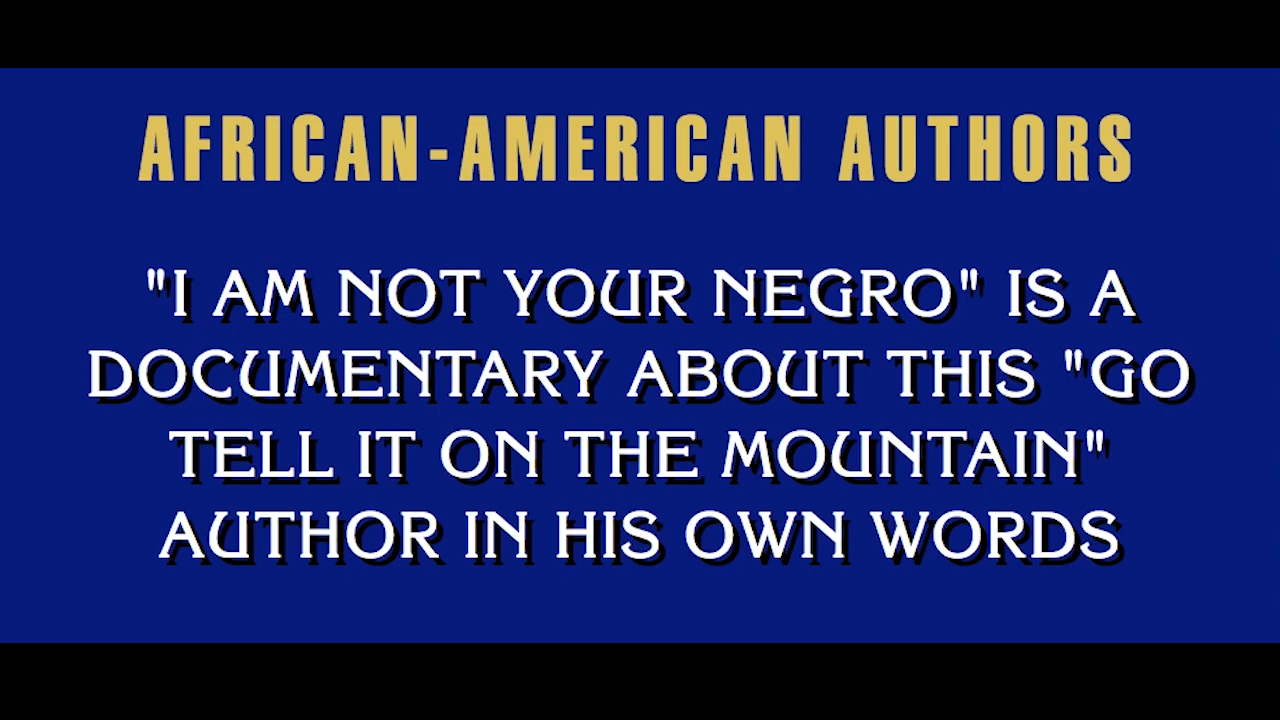 AFRICAN-AMERICAN AUTHORS
"I AM NOT YOUR NEGRO" IS A
DOCUMENTARY ABOUT THIS "GO
TELL IT ON THE MOUNTAIN"
AUTHOR IN HIS OWN WORDS